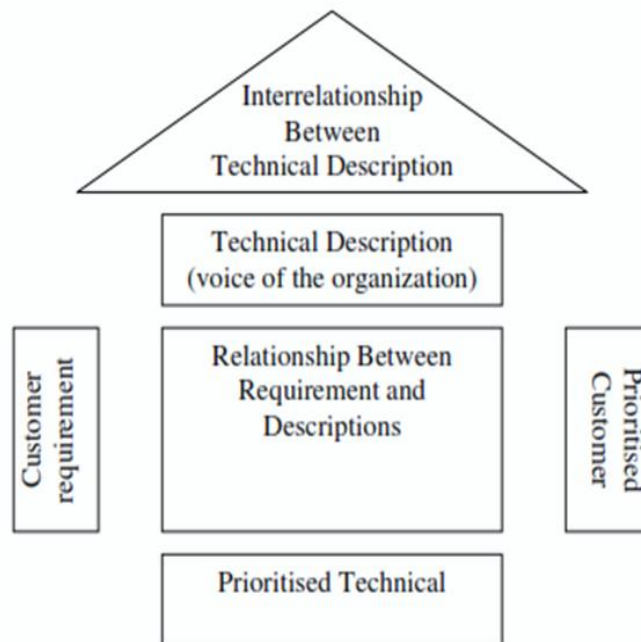 Interrelationship
Between
Technical Description
Technical Description
(voice of the organization)
Customer
requirement
Relationship Between
Requirement and
Descriptions
Prioritised
Customer
Prioritised Technical